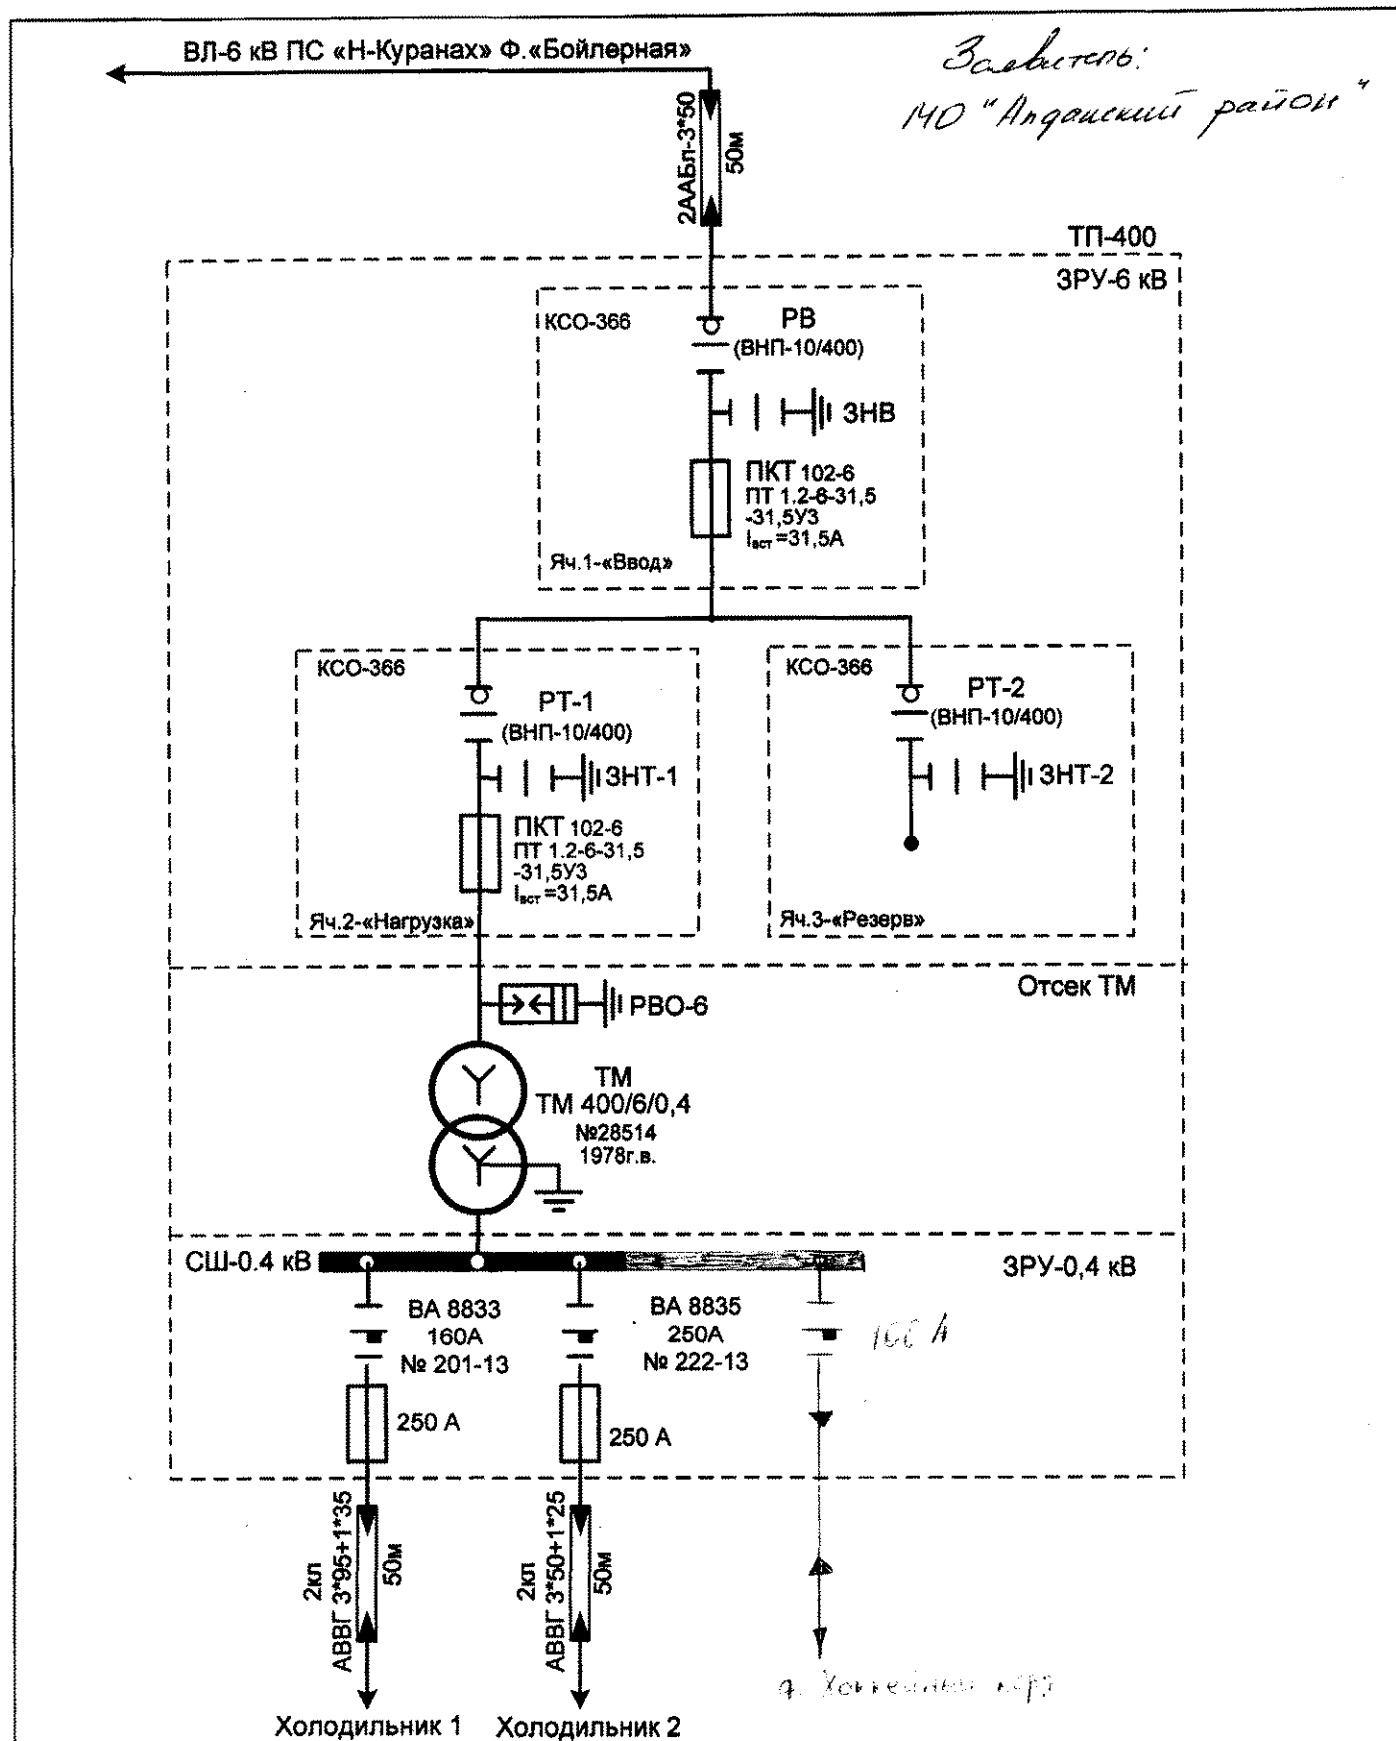 ВЛ-6 кВ ПС «Н-Куранах» Ф.«Бойлерная»
Заявитель:
МО "Алданский район"
2ААБл-3*50
50м
ТП-400
ЗРУ-6 кВ
КСО-366
РВ
(ВНП-10/400)
ЗНВ
ПКТ 102-6
ПТ 1.2-6-31,5
-31,5У3
Iвст=31,5А
Яч.1-«Ввод»
КСО-366
РТ-1
(ВНП-10/400)
ЗНТ-1
ПКТ 102-6
ПТ 1.2-6-31,5
-31,5У3
Iвст=31,5А
Яч.2-«Нагрузка»
КСО-366
РТ-2
(ВНП-10/400)
ЗНТ-2
Яч.3-«Резерв»
Отсек ТМ
РВО-6
ТМ
ТМ 400/6/0,4
№28514
1978г.в.
СШ-0.4 кВ
ЗРУ-0,4 кВ
ВА 8833
160А
№ 201-13
250 А
ВА 8835
250А
№ 222-13
250 А
2кл
АВВГ 3*95+1*35
50м
2кл
АВВГ 3*50+1*25
50м
Холодильник 1
Холодильник 2